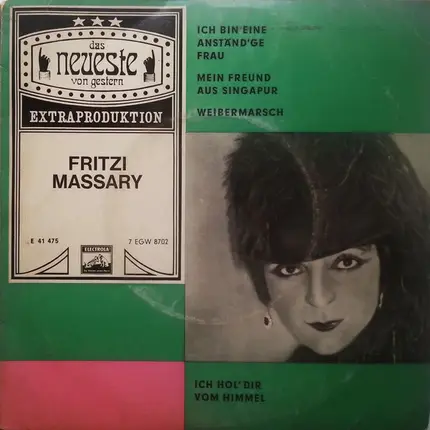 das
neueste
von gestern
EXTRAPRODUKTION
FRITZI
MASSARY
E 41 475 7 EGW 8702
ELECTROLA
ICH BIN EINE
ANSTÄND'GE
FRAU
MEIN FREUND
AUS SINGAPUR
WEIBERMARSCH
ICH HOL' DIR
VOM HIMMEL